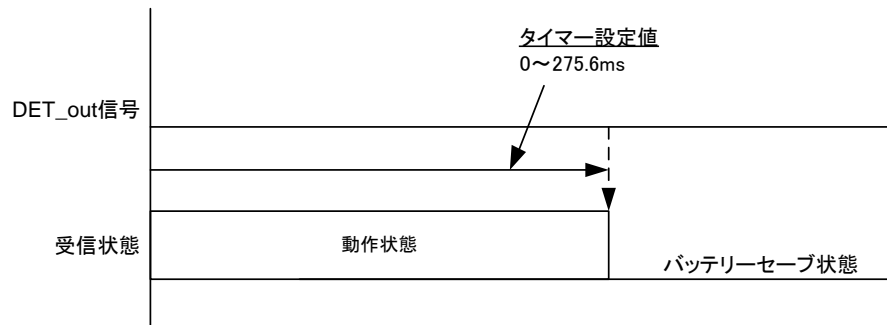 タイマー設定値
0～275.6ms
DET_out信号
受信状態
動作状態
バッテリーセーブ状態